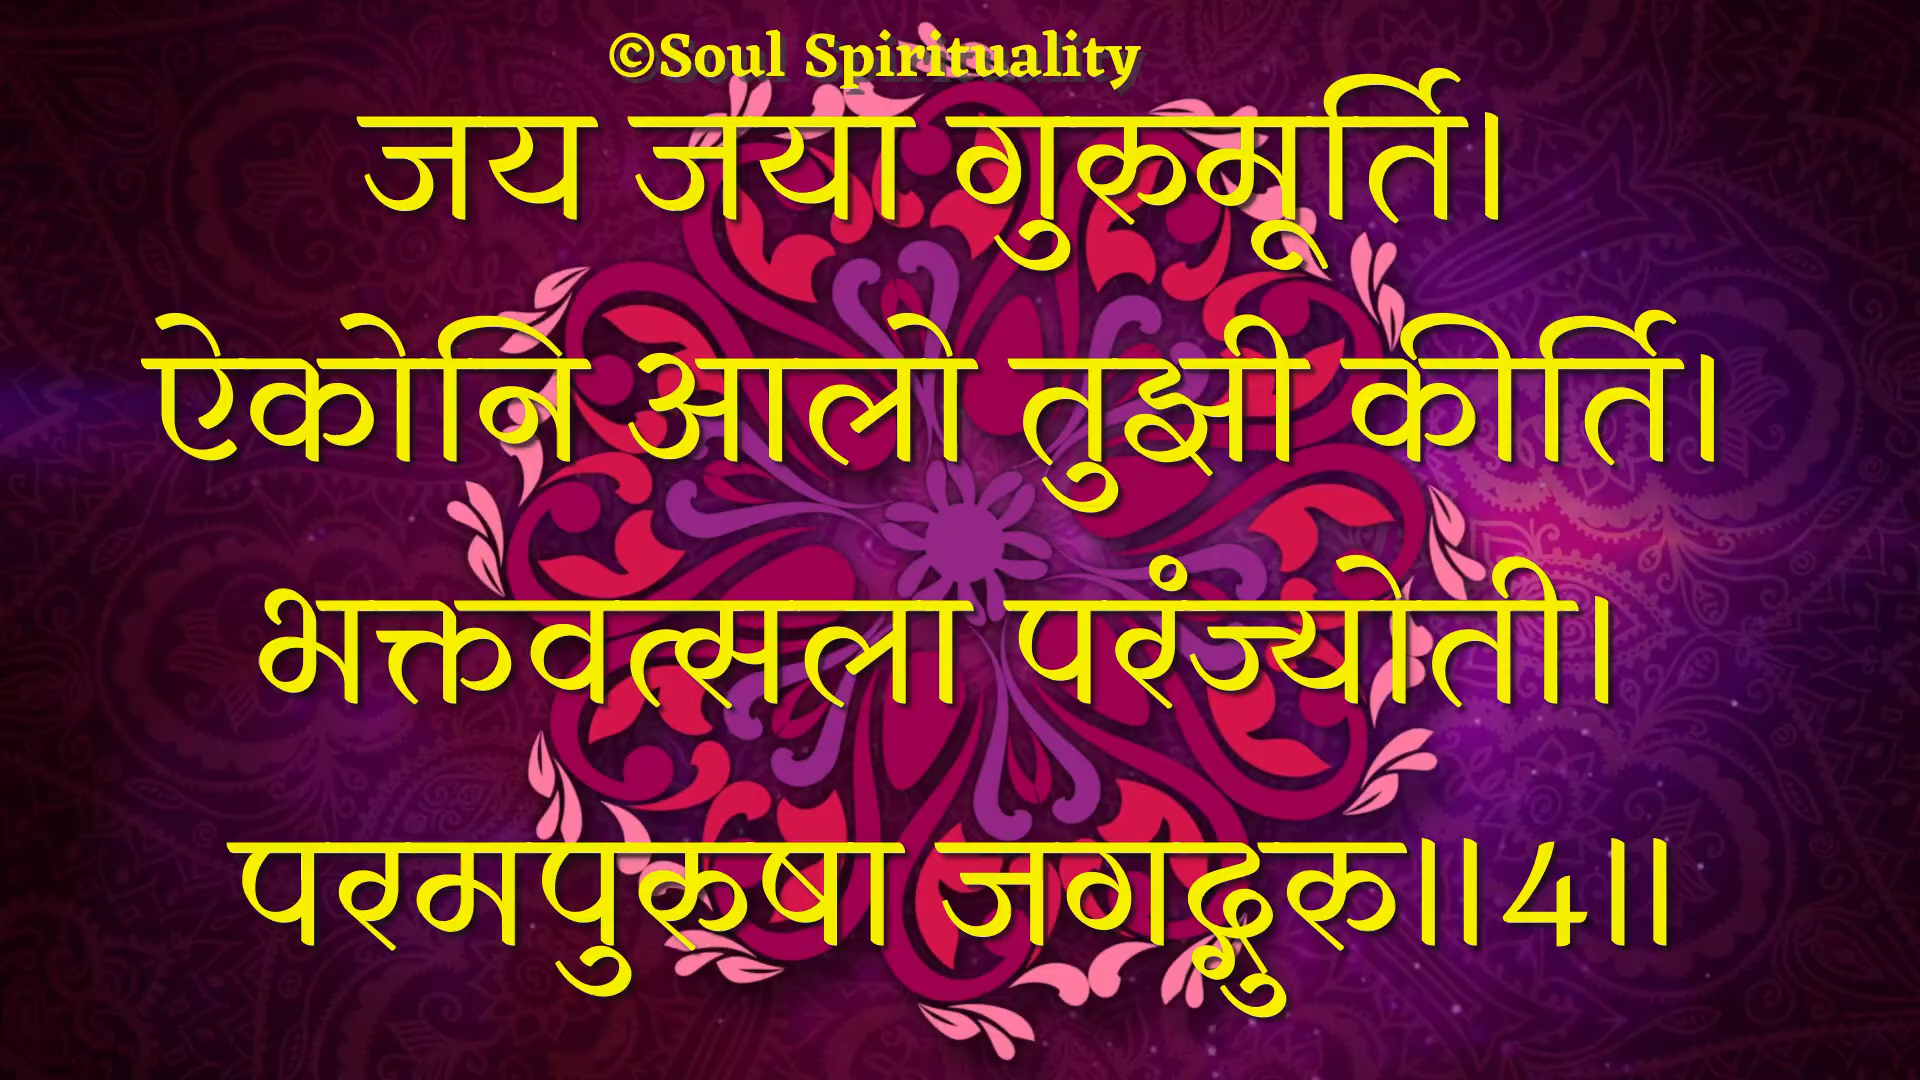 ©Soul Spirituality
जय जया गुरुमूर्ति।
ऐकोनि आलो तुझी कीर्ति।
भक्तवत्सला परंज्योती।
परमपुरूषा जगद्गुरू।।4।।